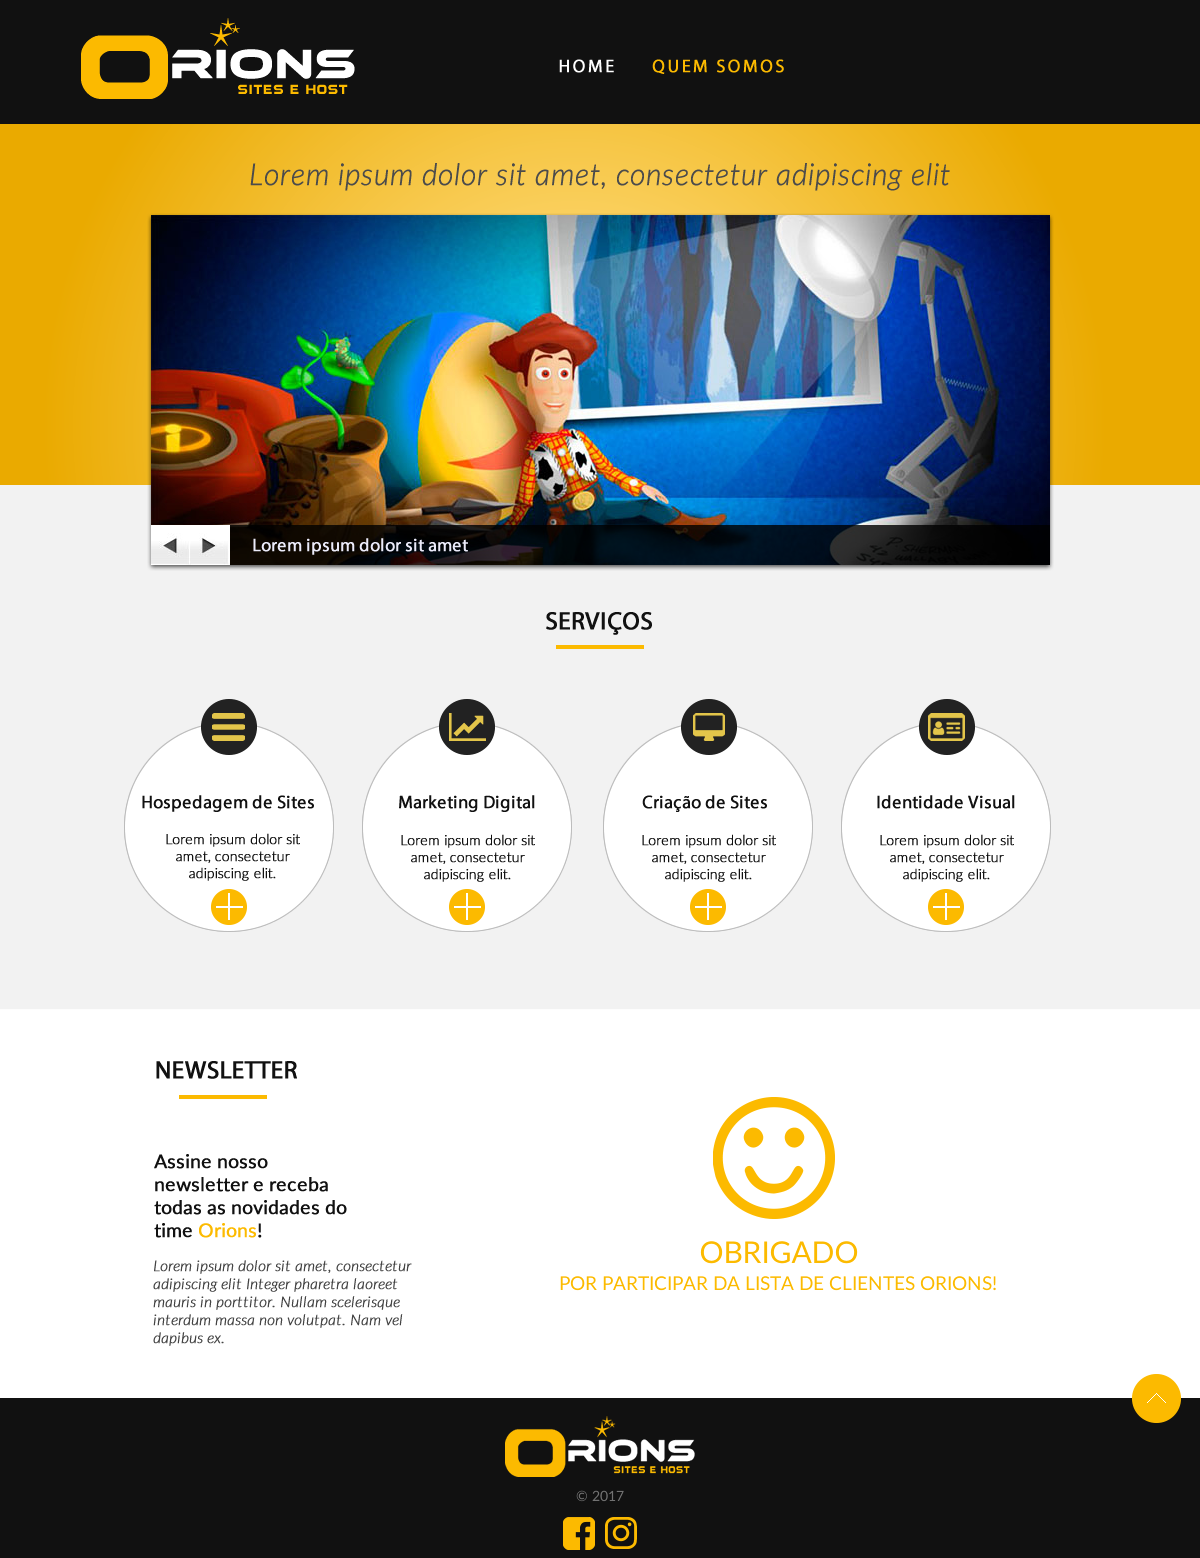 ORIONS
SITES E HOST
HOME QUEM SOMOS
Lorem ipsum dolor sit amet, consectetur adipiscing elit
Lorem ipsum dolor sit amet
SERVIÇOS
Hospedagem de Sites
Lorem ipsum dolor sit
amet, consectetur
adipiscing elit.
Marketing Digital
Lorem ipsum dolor sit
amet, consectetur
adipiscing elit.
Criação de Sites
Lorem ipsum dolor sit
amet, consectetur
adipiscing elit.
Identidade Visual
Lorem ipsum dolor sit
amet, consectetur
adipiscing elit.
NEWSLETTER
Assine nosso
newsletter e receba
todas as novidades do
time Orions!
Lorem ipsum dolor sit amet, consectetur
adipiscing elit Integer pharetra laoreet
mauris in porttitor. Nullam scelerisque
interdum massa non volutpat. Nam vel
dapibus ex.
OBRIGADO
POR PARTICIPAR DA LISTA DE CLIENTES ORIONS!
ORIONS
SITES E HOST
© 2017